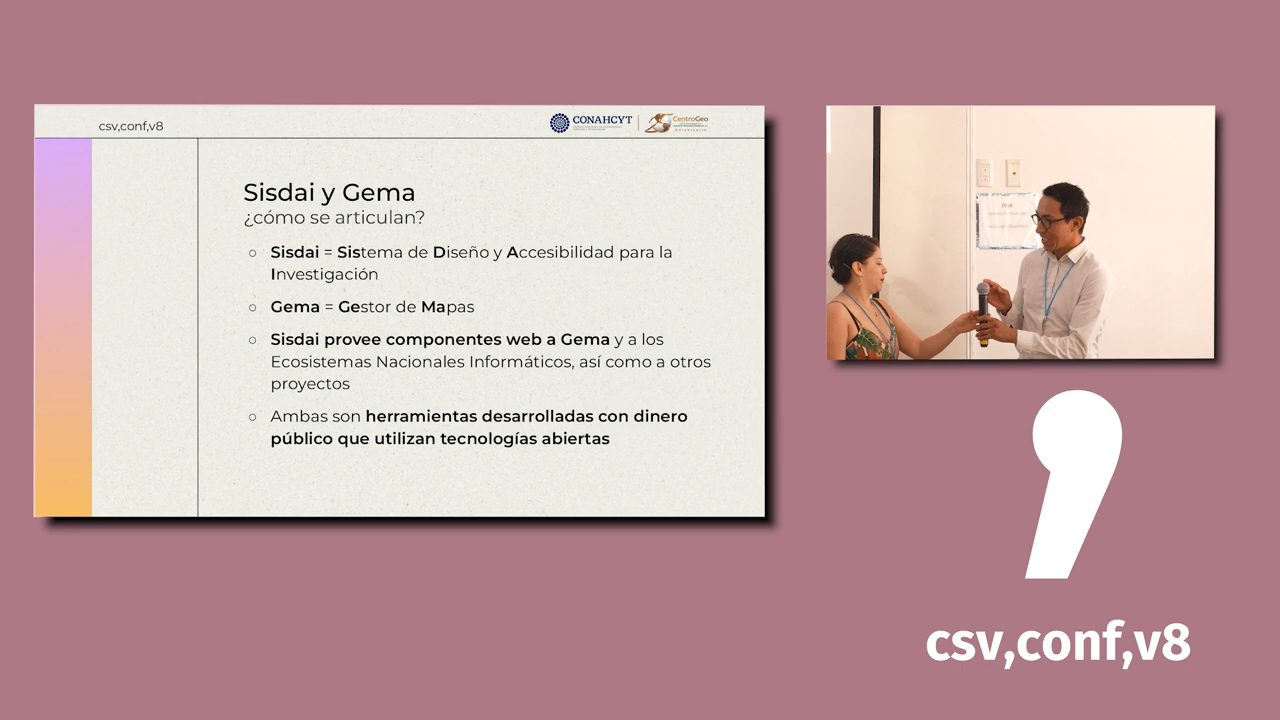 csv,conf,v8
CONAHCYT
CentroGeo
Sisdai y Gema
¿cómo se articulan?
○ Sisdai = Sistema de Diseño y Accesibilidad para la
Investigación
○ Gema = Gestor de Mapas
○ Sisdai provee componentes web a Gema y a los
Ecosistemas Nacionales Informáticos, así como a otros
proyectos
○ Ambas son herramientas desarrolladas con dinero
público que utilizan tecnologías abiertas
,
csv,conf,v8